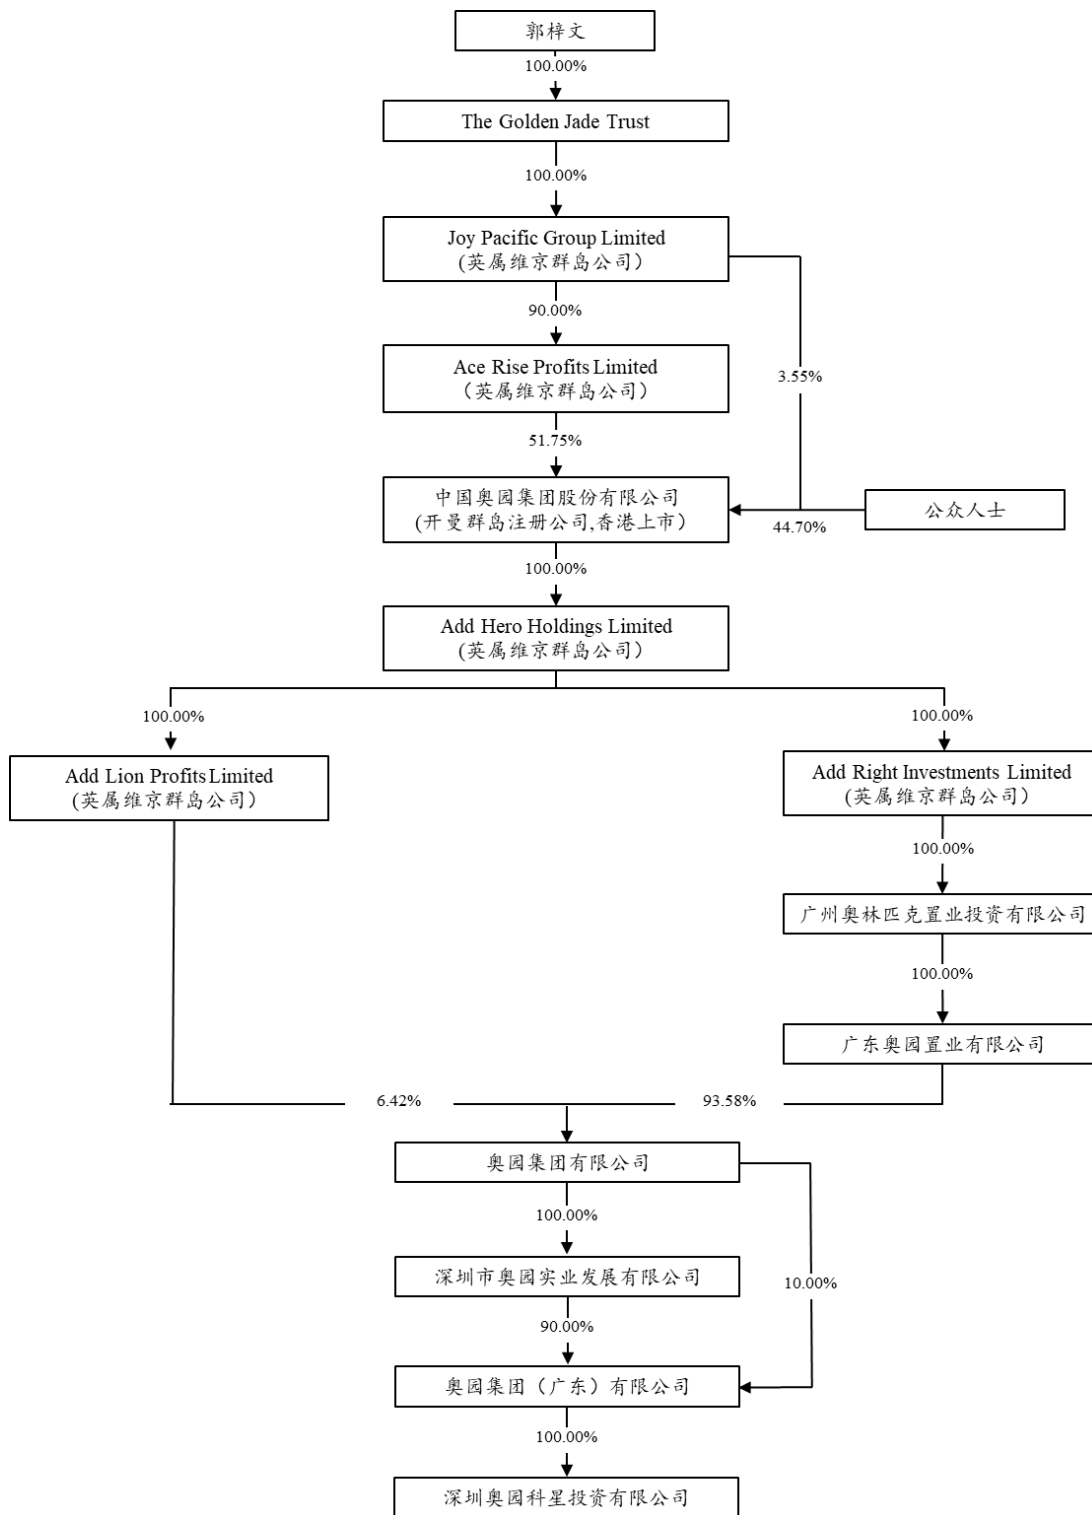 郭梓文
100.00%
The Golden Jade Trust
100.00%
Joy Pacific Group Limited
(英属维京群岛公司）
90.00%
Ace Rise Profits Limited
（英属维京群岛公司）
3.55%
51.75%
中国奥园集团股份有限公司
(开曼群岛注册公司,香港上市）
公众人士
44.70%
100.00%
Add Hero Holdings Limited
(英属维京群岛公司）
100.00%
100.00%
Add Lion Profits Limited
(英属维京群岛公司）
Add Right Investments Limited
(英属维京群岛公司）
100.00%
广州奥林匹克置业投资有限公司
100.00%
广东奥园置业有限公司
6.42%
93.58%
奥园集团有限公司
100.00%
深圳市奥园实业发展有限公司
10.00%
90.00%
奥园集团（广东）有限公司
100.00%
深圳奥园科星投资有限公司